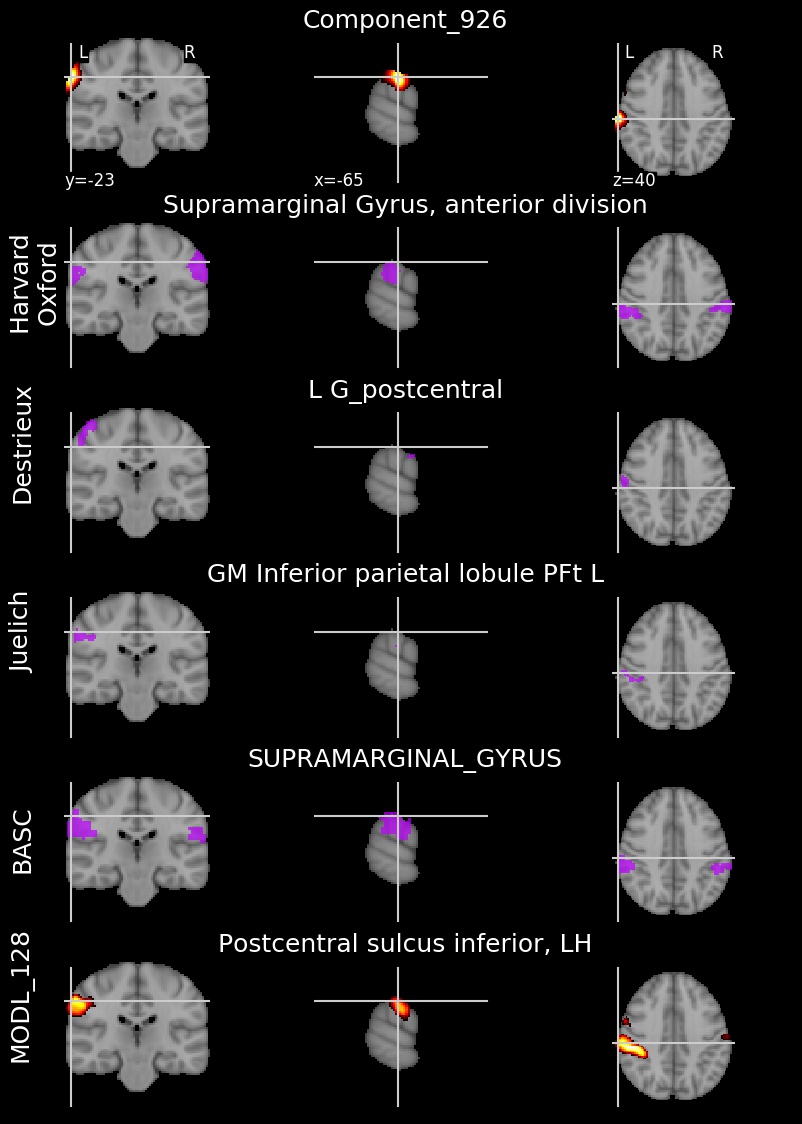 Component_926
L R
L R
y=-23
x=-65
z=40
Supramarginal Gyrus, anterior division
Harvard
Oxford
L G_postcentral
Destrieux
GM Inferior parietal lobule PFt L
Juelich
SUPRAMARGINAL_GYRUS
BASC
Postcentral sulcus inferior, LH
MODL_128